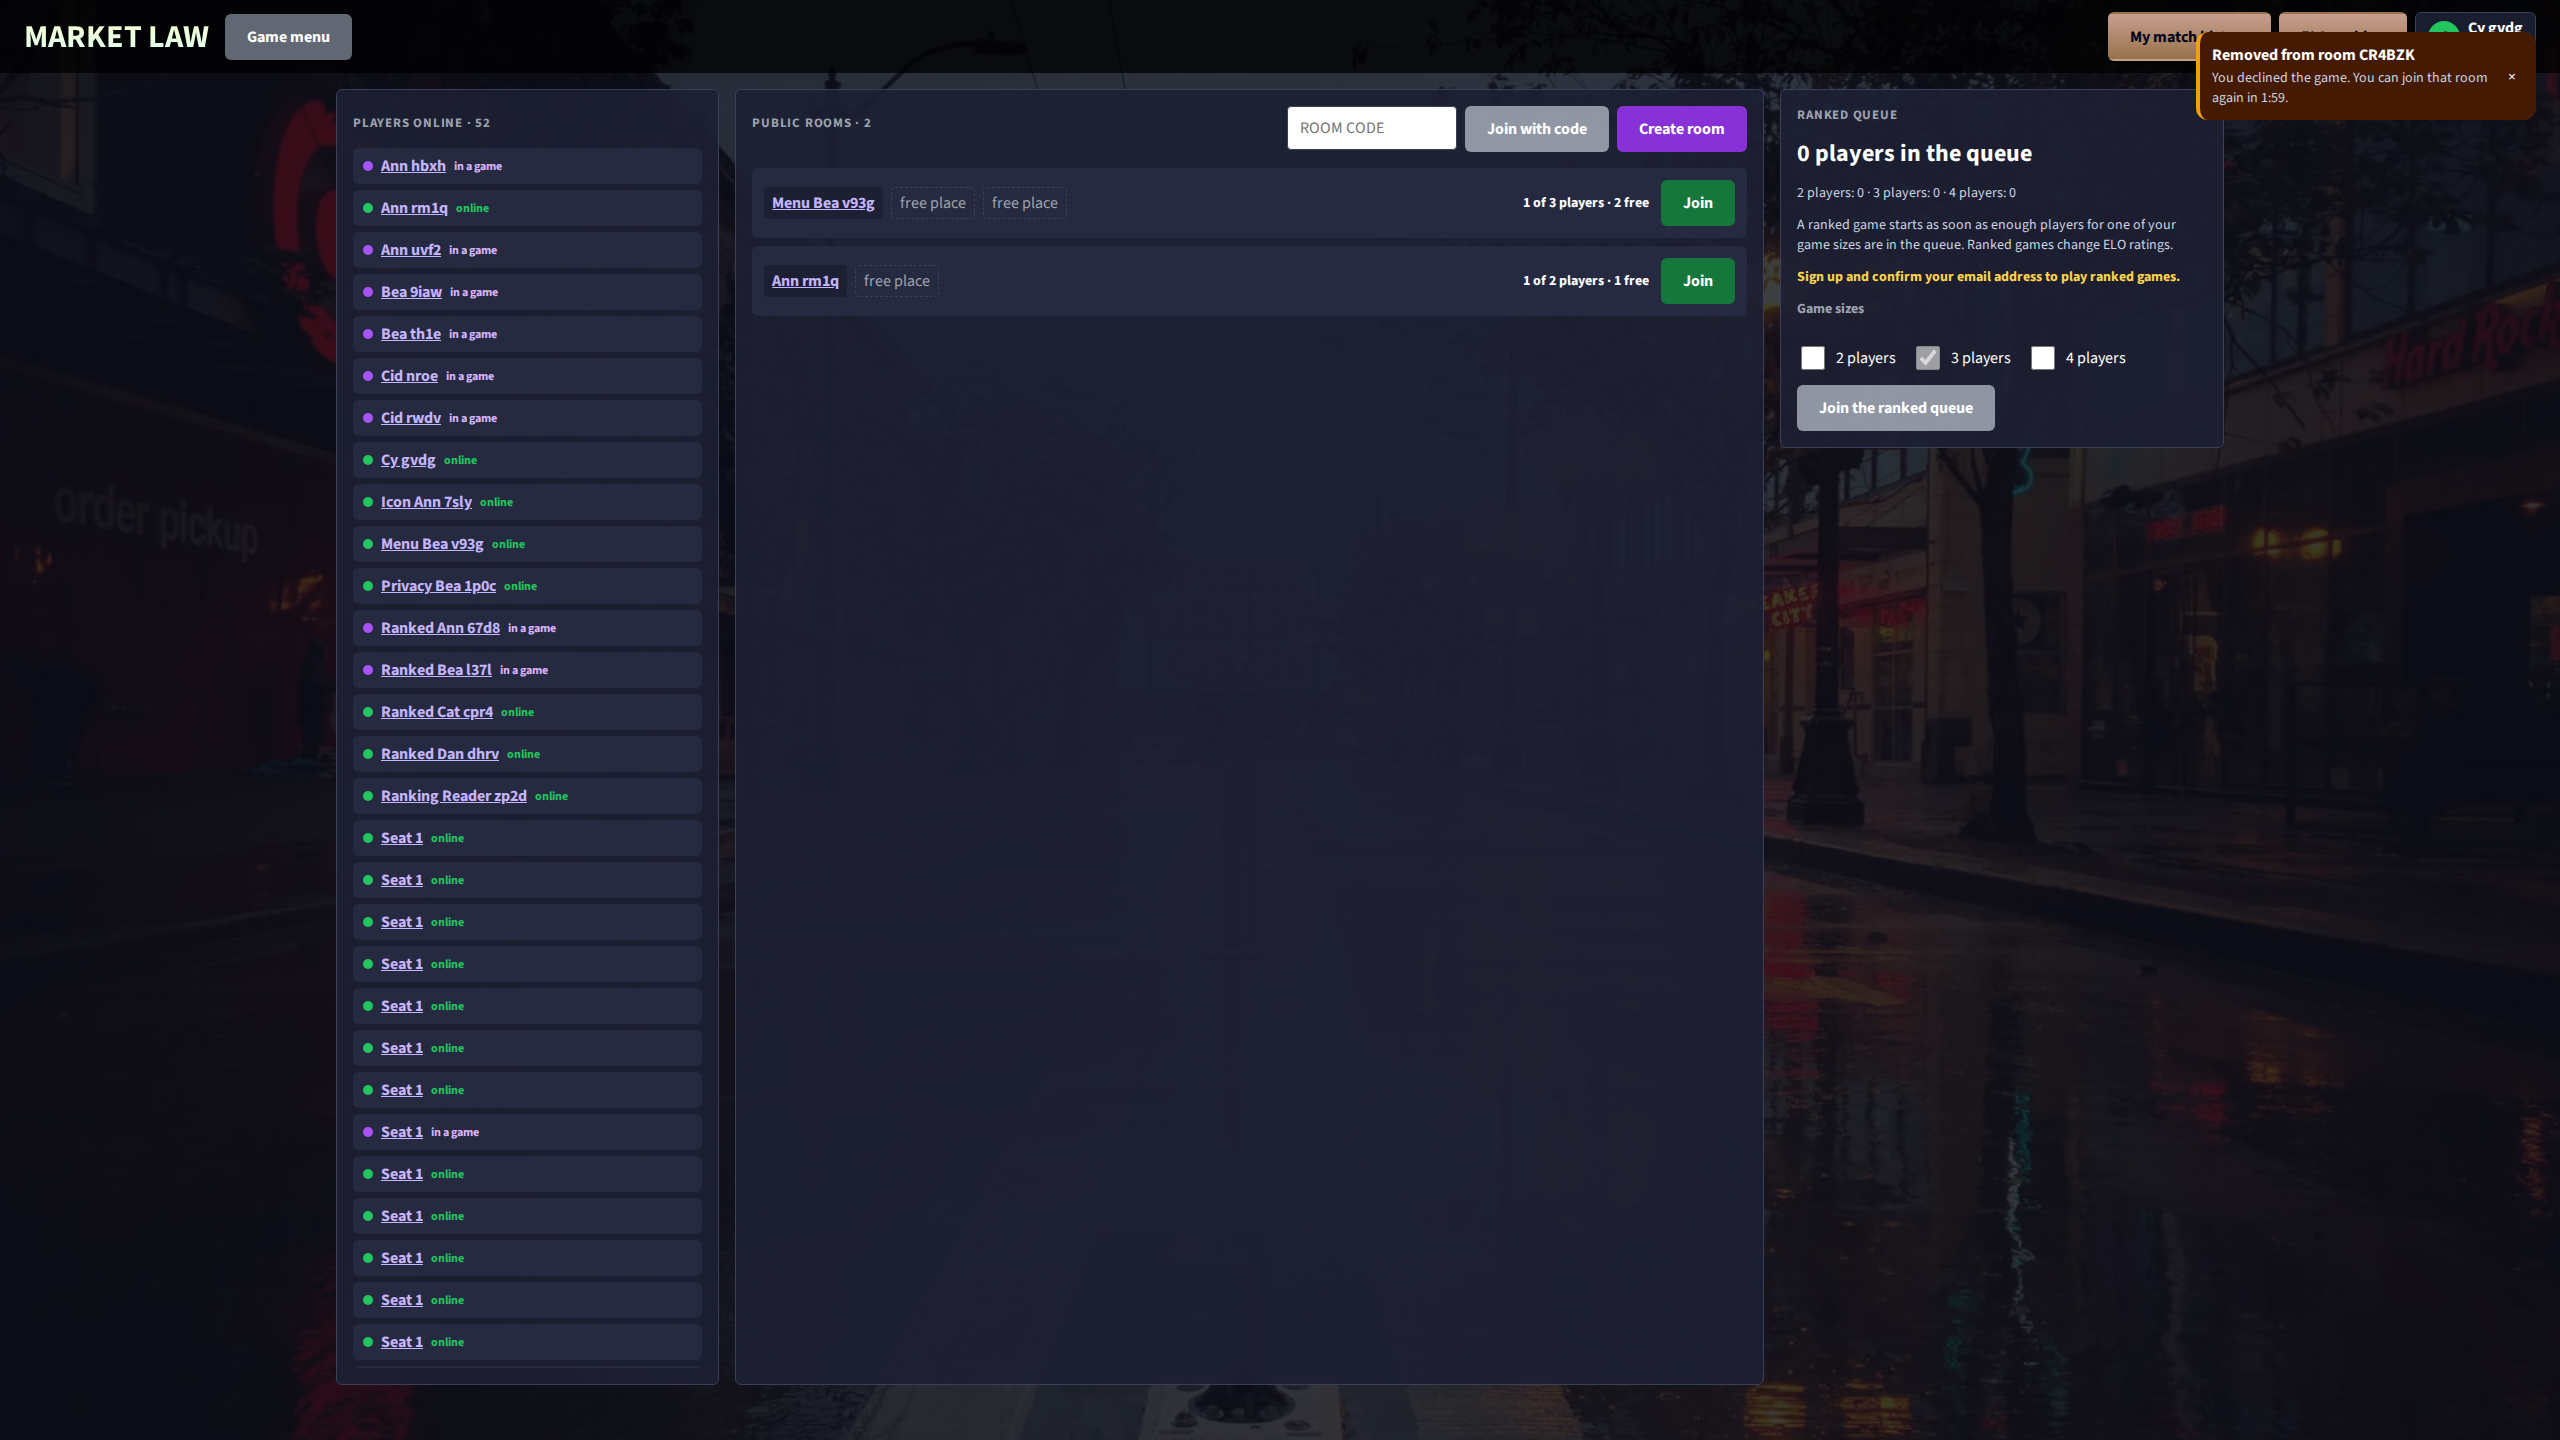 MARKET LAW
Game menu
My match
Cy gvdg
Removed from room CR4BZK
You declined the game. You can join that room
again in 1:59.
×
PLAYERS ONLINE · 52
Ann hbxh in a game
Ann rm1q online
Ann uvf2 in a game
Bea 9iaw in a game
Bea th1e in a game
Cid nroe in a game
Cid rwdv in a game
Cy gvdg online
Icon Ann 7sly online
Menu Bea v93g online
Privacy Bea 1p0c online
Ranked Ann 67d8 in a game
Ranked Bea l37l in a game
Ranked Cat cpr4 online
Ranked Dan dhrv online
Ranking Reader zp2d online
Seat 1 online
Seat 1 online
Seat 1 online
Seat 1 online
Seat 1 online
Seat 1 online
Seat 1 online
Seat 1 in a game
Seat 1 online
Seat 1 online
Seat 1 online
Seat 1 online
Seat 1 online
PUBLIC ROOMS · 2
ROOM CODE
Join with code
Create room
Menu Bea v93g free place free place 1 of 3 players · 2 free Join
Ann rm1q free place 1 of 2 players · 1 free Join
RANKED QUEUE
0 players in the queue
2 players: 0 · 3 players: 0 · 4 players: 0
A ranked game starts as soon as enough players for one of your
game sizes are in the queue. Ranked games change ELO ratings.
Sign up and confirm your email address to play ranked games.
Game sizes
2 players 3 players 4 players
Join the ranked queue
order pickup
Hard Rock
CITY